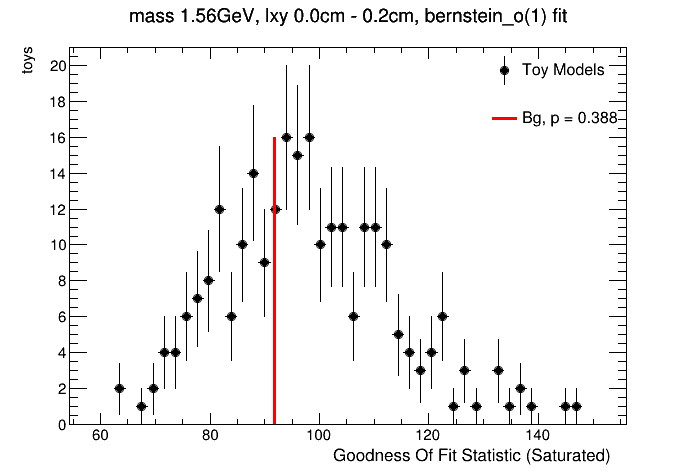 mass 1.56GeV, lxy 0.0cm - 0.2cm, bernstein_o(1) fit
toys
Toy Models
Bg, p = 0.388
20
18
16
14
12
10
8
6
4
2
0
60 80 100 120 140
Goodness Of Fit Statistic (Saturated)